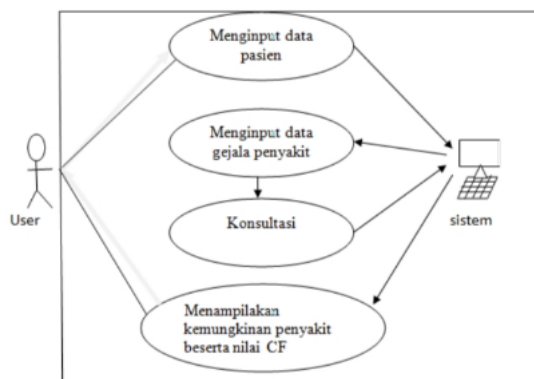 Menginput data
pasien
Menginput data
gejala penyakit
User
Konsultasi
sistem
Menampilakan
kemungkinan penyakit
beserta nilai CF